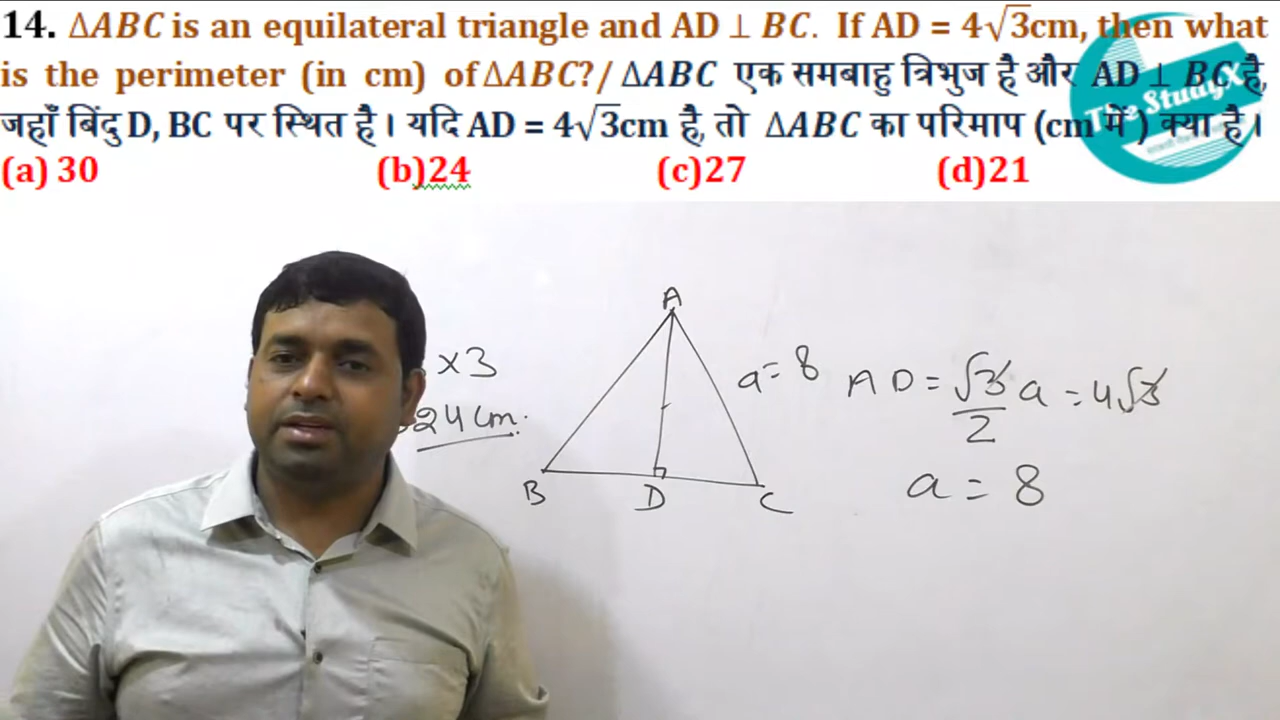 14. ΔABC is an equilateral triangle and AD ⊥ BC. If AD = 4√3cm, then what
is the perimeter (in cm) of ΔABC?/ ΔABC एक समबाहु त्रिभुज है और AD ⊥ BC है,
जहाँ बिंदु D, BC पर स्थित है। यदि AD = 4√3cm है, तो ΔABC का परिमाप (cm में ) क्या है।
(a) 30 (b)24 (c)27 (d)21
The StudyX
A
×3
24 cm.
a=8
AD = √3/2 a = 4√3
a = 8
B D C